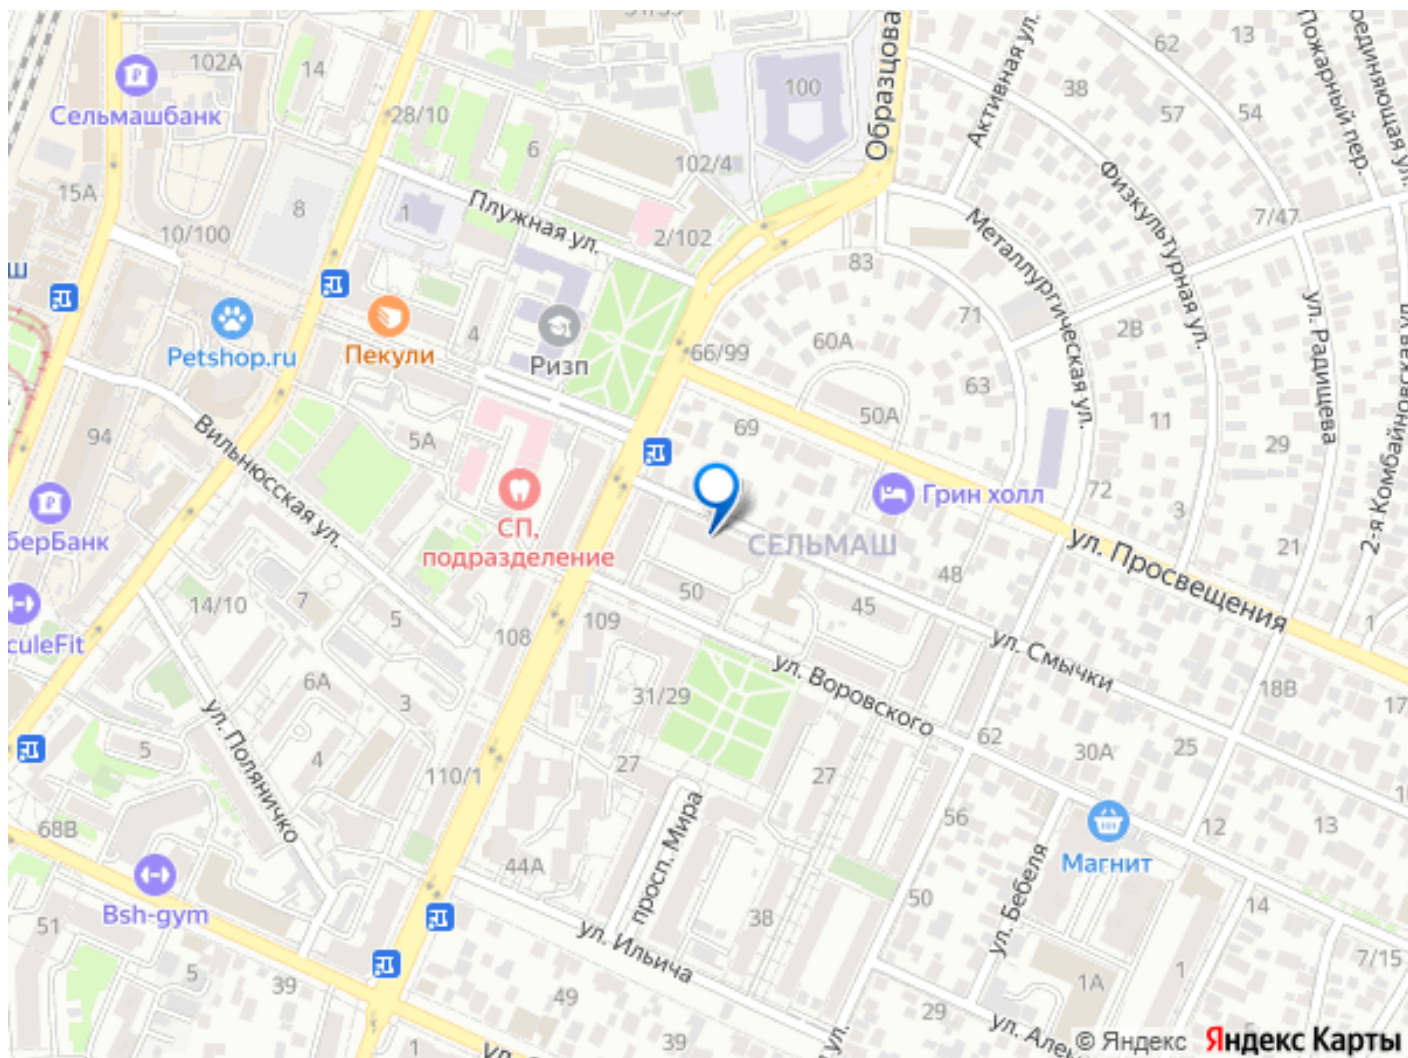 102А
14
Сельмашбанк
28/10
6
100
102/4
Образцова
Активная ул.
62
13
38
57
54
Пожарный пер.
15А
8
1
Плужная ул.
10/100
2/102
Физкультурная ул.
7/47
Металлургическая ул.
83
71
2В
ул. Радищева
Petshop.ru
Пекули
4
Ризп
66/99
60А
63
50А
11
29
94
Вильнюсская ул.
5А
69
Грин холл
72
3
СП,
подразделение
СЕЛЬМАШ
ул. Просвещения
21
14/10
7
5
108
109
50
45
48
1
ул. Смычки
6А
3
31/29
ул. Воровского
18В
17
ул. Поляничко
5
4
110/1
27
27
62
30А
25
68В
44А
просп. Мира
56
Магнит
12
13
Bsh-gym
51
5
39
49
ул. Ильича
38
50
ул. Бебеля
14
7/15
1А
1
29
39
1
© Яндекс
Яндекс Карты